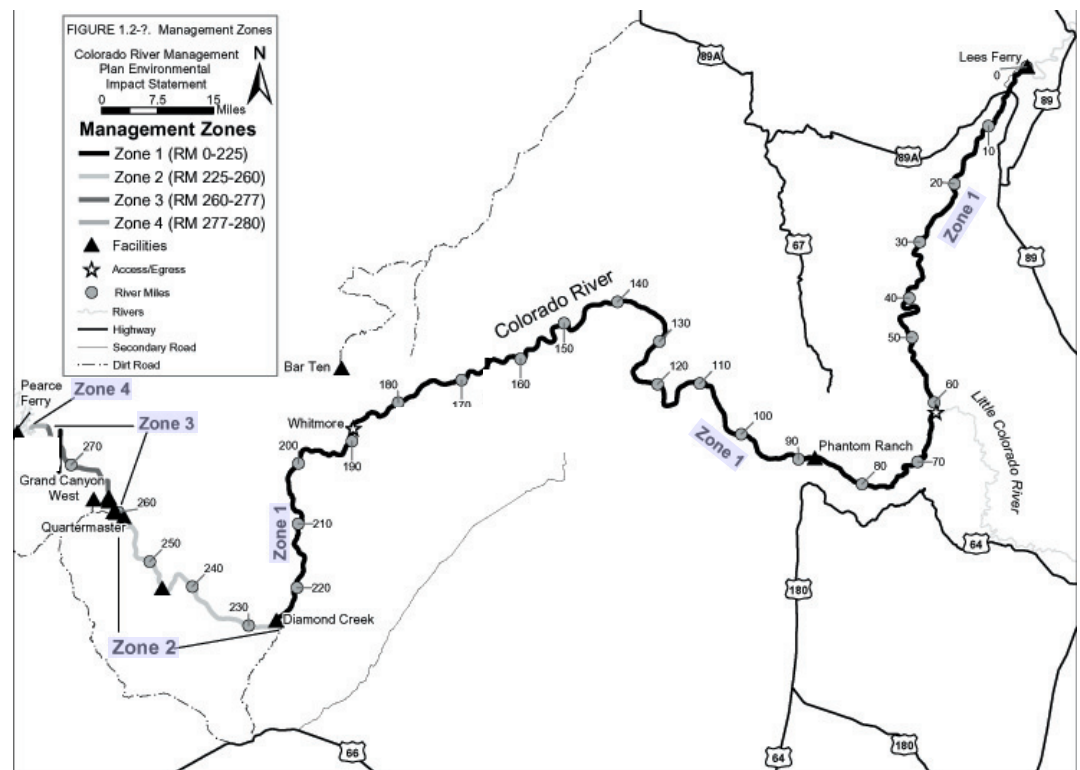 FIGURE 1.2-?. Management Zones
Colorado River Management
Plan Environmental
Impact Statement
N
0 7.5 15
Miles
Management Zones
Zone 1 (RM 0-225)
Zone 2 (RM 225-260)
Zone 3 (RM 260-277)
Zone 4 (RM 277-280)
Facilities
Access/Egress
River Miles
Rivers
Highway
Secondary Road
Dirt Road
89A
Lees Ferry
0
89
10
89A
20
Zone 1
67
30
89
40
50
60
Little Colorado River
70
80
Phantom Ranch
90
100
Zone 1
110
120
130
140
Colorado River
150
160
170
180
Bar Ten
Whitmore
190
200
210
Zone 1
220
Diamond Creek
230
240
250
Zone 2
260
Quartermaster
Grand Canyon
West
270
Zone 3
Zone 4
Pearce
Ferry
64
180
180
64
66